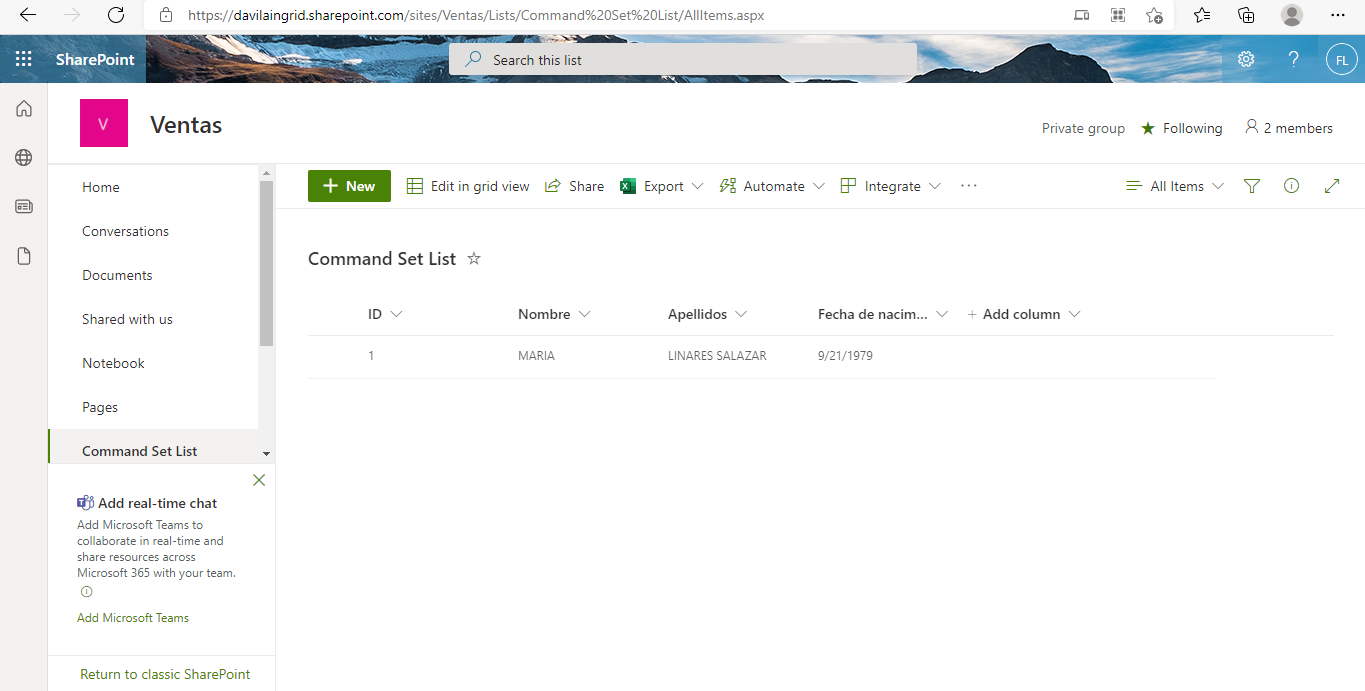 https://davilaingrid.sharepoint.com/sites/Ventas/Lists/Command%20Set%20List/AllItems.aspx
SharePoint
Search this list
?
FL
V
Ventas
Private group
Following
2 members
Home
Conversations
Documents
Shared with us
Notebook
Pages
Command Set List
New
Edit in grid view
Share
Export
Automate
Integrate
All Items
Command Set List
ID
Nombre
Apellidos
Fecha de nacim...
Add column
1
MARIA
LINARES SALAZAR
9/21/1979
Add real-time chat
Add Microsoft Teams to
collaborate in real-time and
share resources across
Microsoft 365 with your team.
Add Microsoft Teams
Return to classic SharePoint